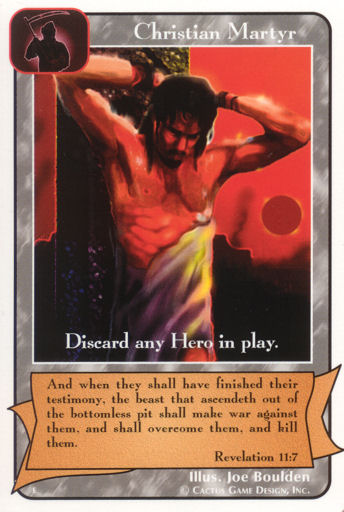 Christian Martyr
Discard any Hero in play.
And when they shall have finished their
testimony, the beast that ascendeth out of
the bottomless pit shall make war against
them, and shall overcome them, and kill
them.
Revelation 11:7
Illus. Joe Boulden
© Cactus Game Design, Inc.